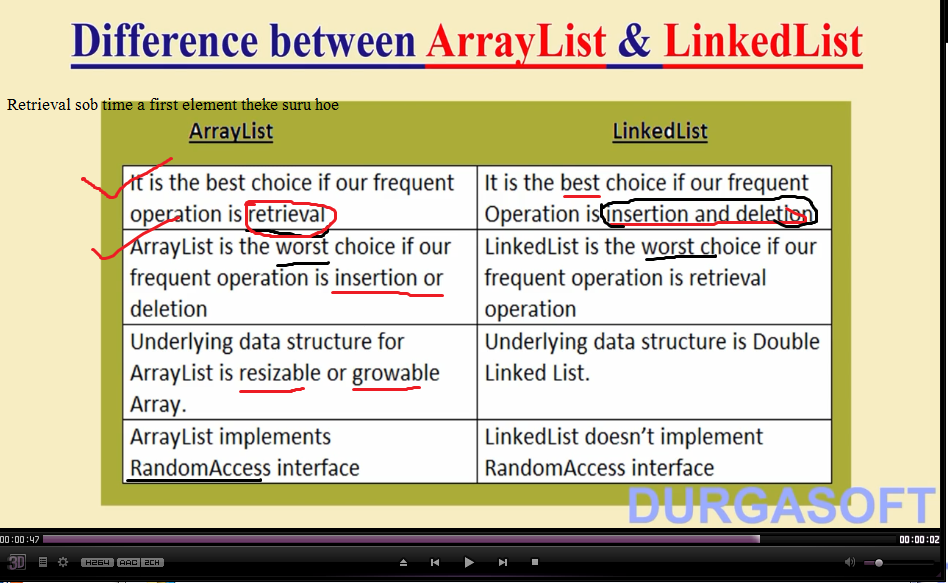 Difference between ArrayList & LinkedList
Retrieval sob time a first element theke suru hoe
ArrayList
LinkedList
It is the best choice if our frequent
operation is retrieval
It is the best choice if our frequent
Operation is insertion and deletion
ArrayList is the worst choice if our
frequent operation is insertion or
deletion
LinkedList is the worst choice if our
frequent operation is retrieval
operation
Underlying data structure for
ArrayList is resizable or growable
Array.
Underlying data structure is Double
Linked List.
ArrayList implements
RandomAccess interface
LinkedList doesn’t implement
RandomAccess interface
DURGASOFT
00:00:47
00:00:02
3D
H264 AAC 2CH